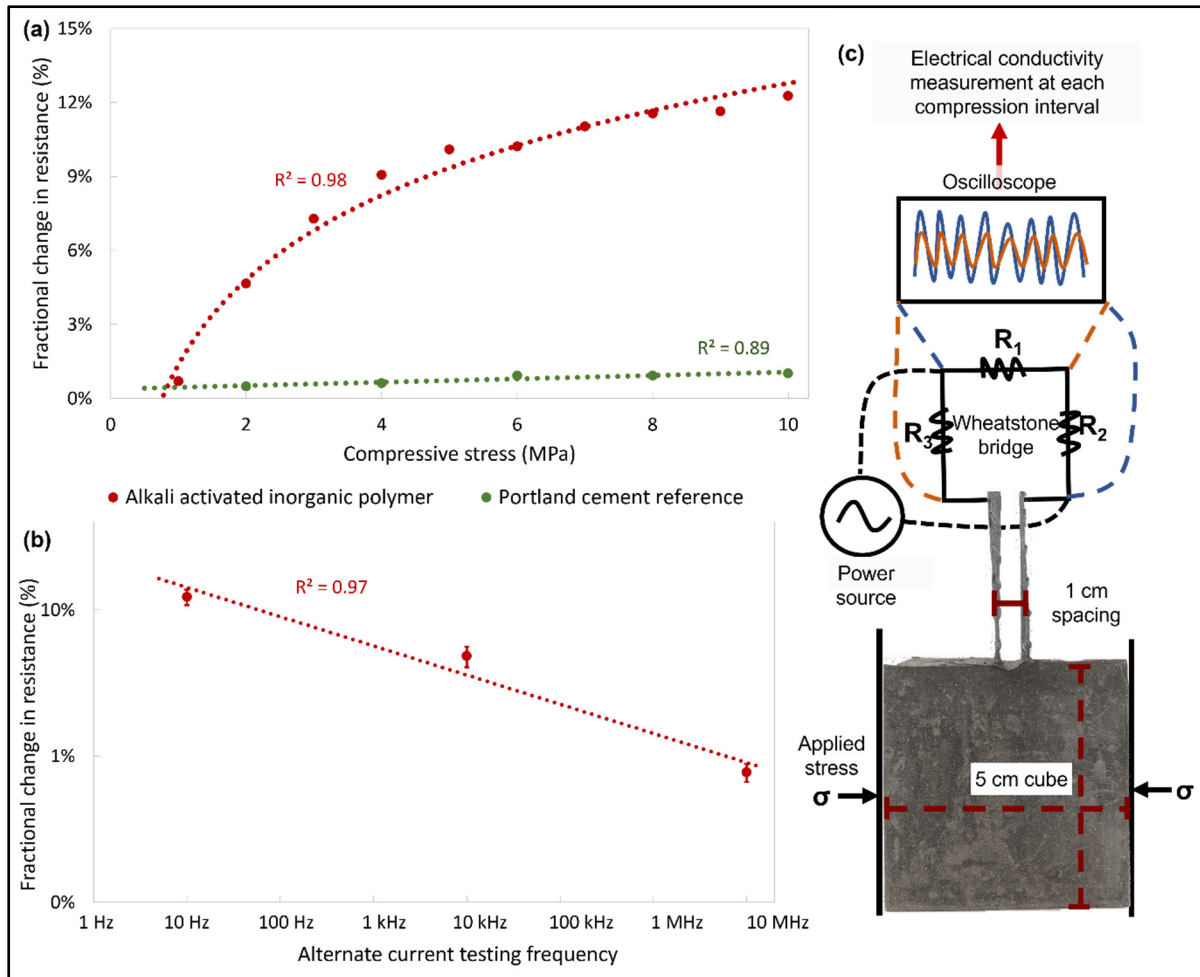 (a)
15%
12%
9%
6%
3%
0%
Fractional change in resistance (%)
R² = 0.98
R² = 0.89
0
2
4
6
8
10
Compressive stress (MPa)
Alkali activated inorganic polymer
Portland cement reference
(b)
10%
1%
0%
Fractional change in resistance (%)
R² = 0.97
1 Hz
10 Hz
100 Hz
1 kHz
10 kHz
100 kHz
1 MHz
10 MHz
Alternate current testing frequency
(c)
Electrical conductivity
measurement at each
compression interval
Oscilloscope
R₁
R₃
Wheatstone
bridge
R₂
Power
source
1 cm
spacing
Applied
stress
σ
5 cm cube
σ